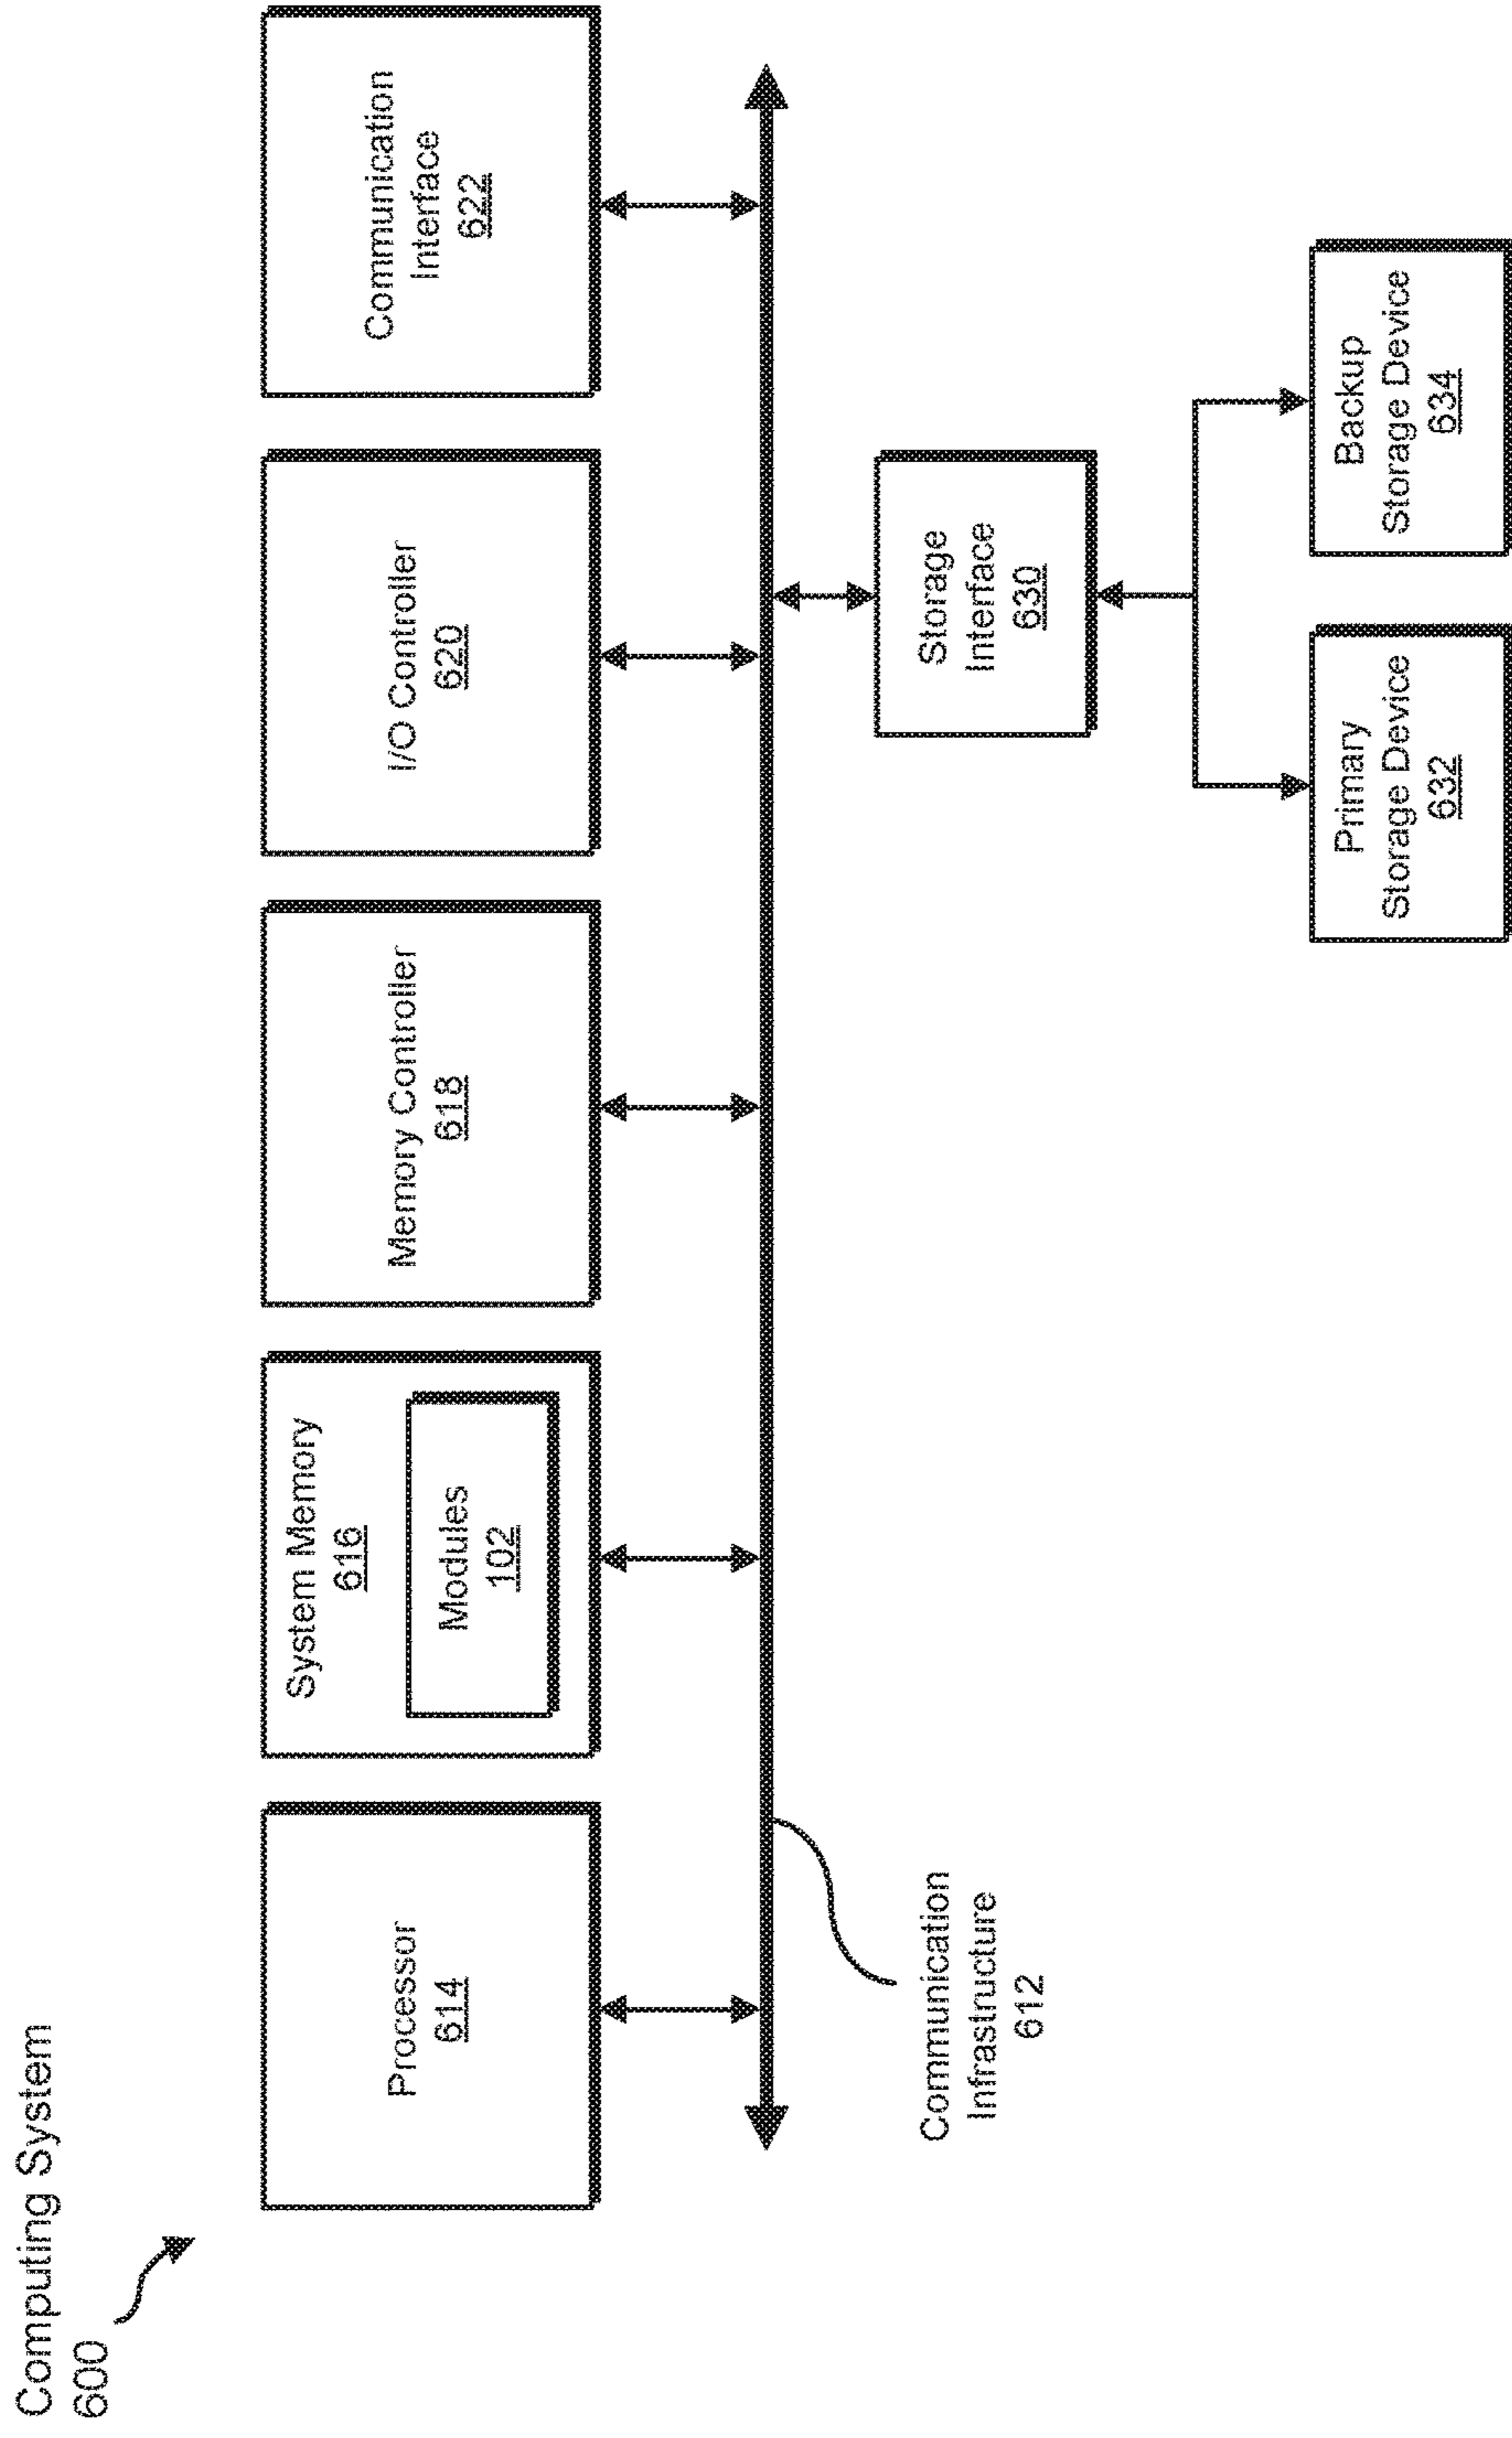 Computing System
600
Processor
614
System Memory
616
Modules
102
Memory Controller
618
I/O Controller
620
Communication
Interface
622
Communication
Infrastructure
612
Storage
Interface
630
Primary
Storage Device
632
Backup
Storage Device
634